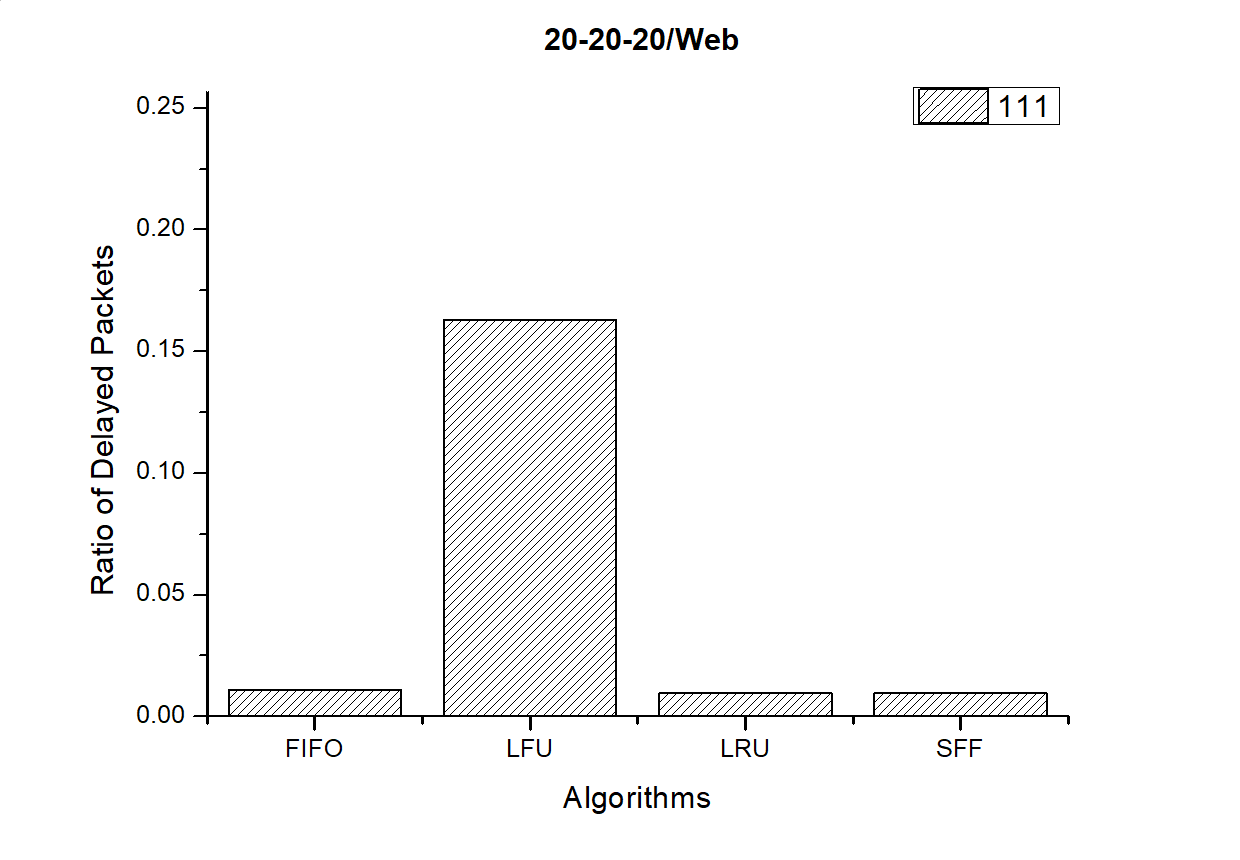 20-20-20/Web
111
0.25
0.20
0.15
0.10
0.05
0.00
Ratio of Delayed Packets
FIFO LFU LRU SFF
Algorithms